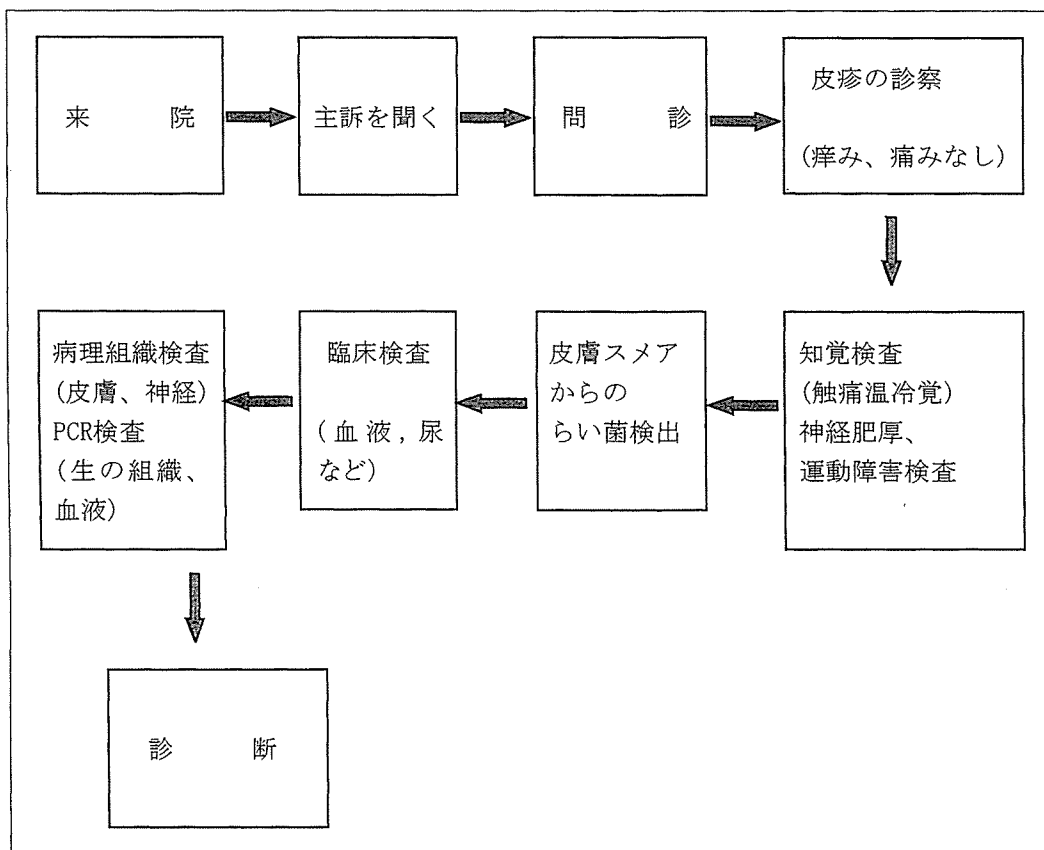 来院
主訴を聞く
問診
皮疹の診察
(痒み、痛みなし)
知覚検査
(触痛温冷覚)
神経肥厚、
運動障害検査
皮膚スメア
からの
らい菌検出
臨床検査
(血液,尿
など)
病理組織検査
(皮膚、神経)
PCR検査
(生の組織、
血液)
診断